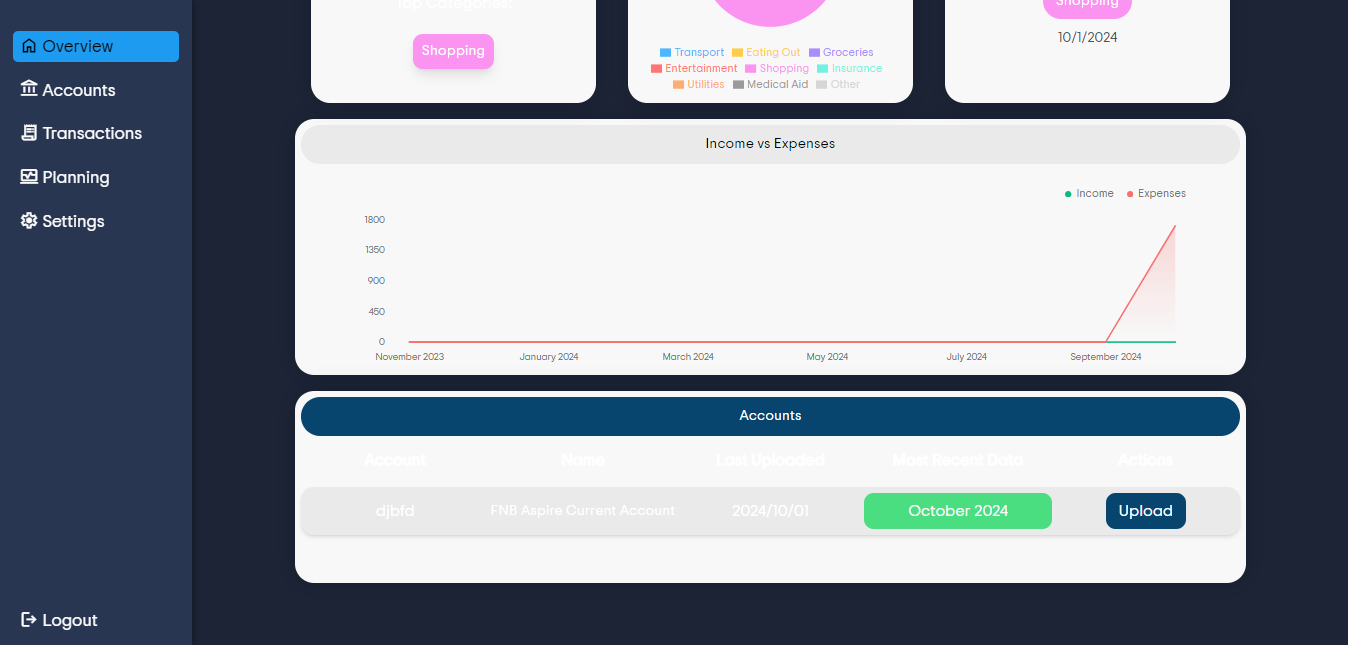 Overview
Accounts
Transactions
Planning
Settings
Logout
Top Categories:
Shopping
Transport Eating Out Groceries
Entertainment Shopping Insurance
Utilities Medical Aid Other
Shopping
10/1/2024
Income vs Expenses
Income Expenses
1800
1350
900
450
0
November 2023 January 2024 March 2024 May 2024 July 2024 September 2024
Accounts
Account Name Last Uploaded Most Recent Data Actions
djbfd FNB Aspire Current Account 2024/10/01 October 2024 Upload